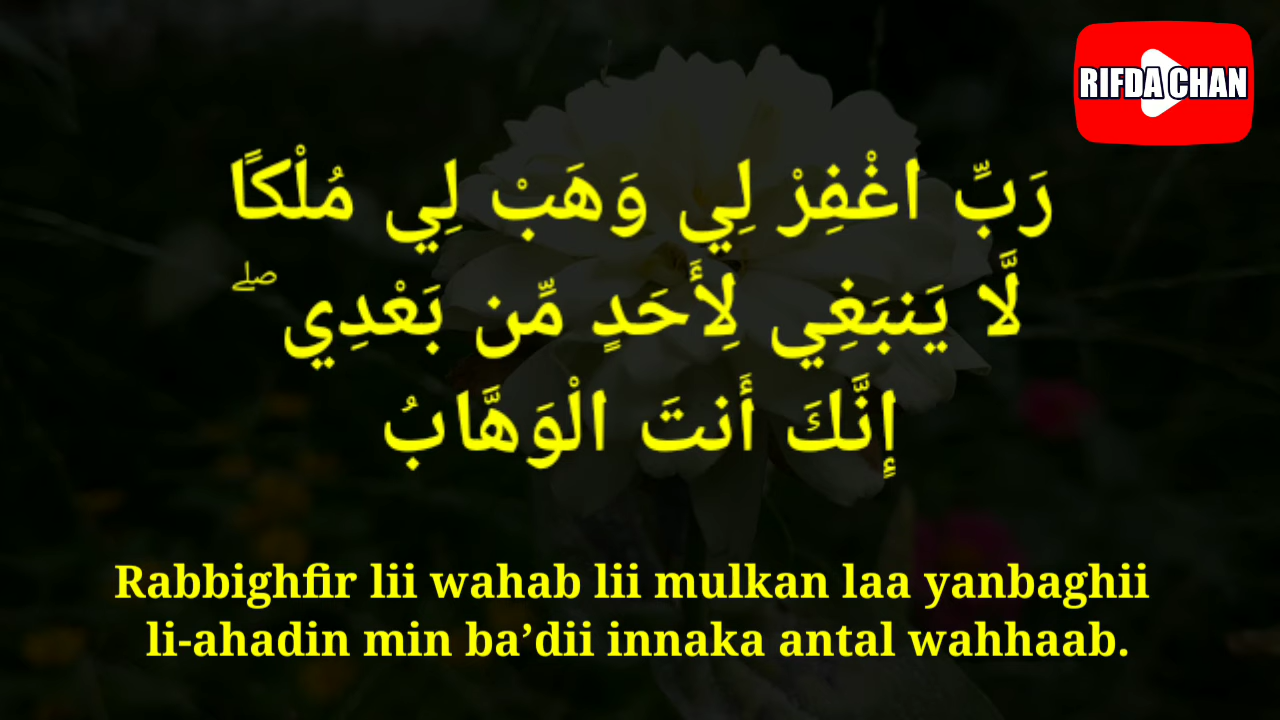 RIFDA CHAN
رَبِّ اغْفِرْ لِي وَهَبْ لِي مُلْكًا
لَّا يَنبَغِي لِأَحَدٍ مِّن بَعْدِي ۖ
إِنَّكَ أَنتَ الْوَهَّابُ
Rabbighfir lii wahab lii mulkan laa yanbaghii
li-ahadin min ba’dii innaka antal wahhaab.